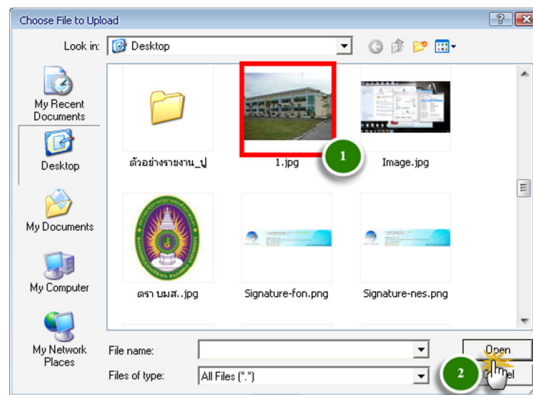 Choose File to Upload
Look in:
Desktop
My Recent
Documents
Desktop
My Documents
My Computer
My Network
Places
ตัวอย่างรายงาน_ปู
1.jpg
1
Image.jpg
ตรา บมส..jpg
Signature-fon.png
Signature-nes.png
File name:
Open
Files of type:
All Files (*.*)
2